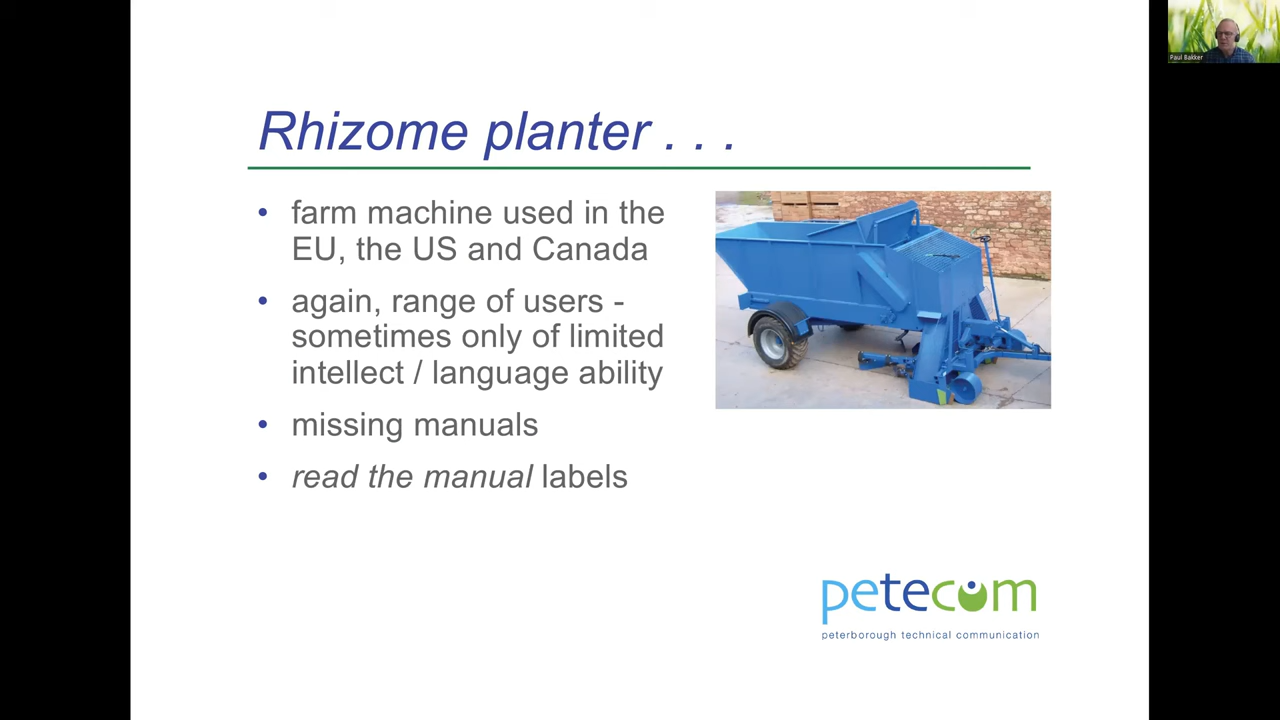 Paul Bakker
Rhizome planter . . .
• farm machine used in the
EU, the US and Canada
• again, range of users -
sometimes only of limited
intellect / language ability
• missing manuals
• read the manual labels
petecom
peterborough technical communication